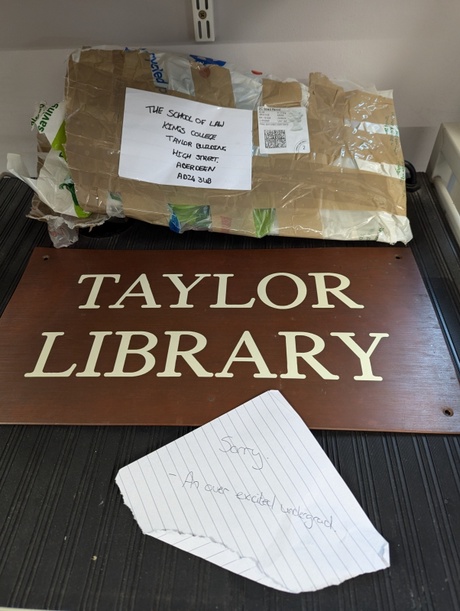 THE SCHOOL OF LAW
KINGS COLLEGE
TAYLOR BUILDING
HIGH STREET,
ABERDEEN
AB24 3UB
TAYLOR
LIBRARY
Sorry.
- An over excited undergrad.